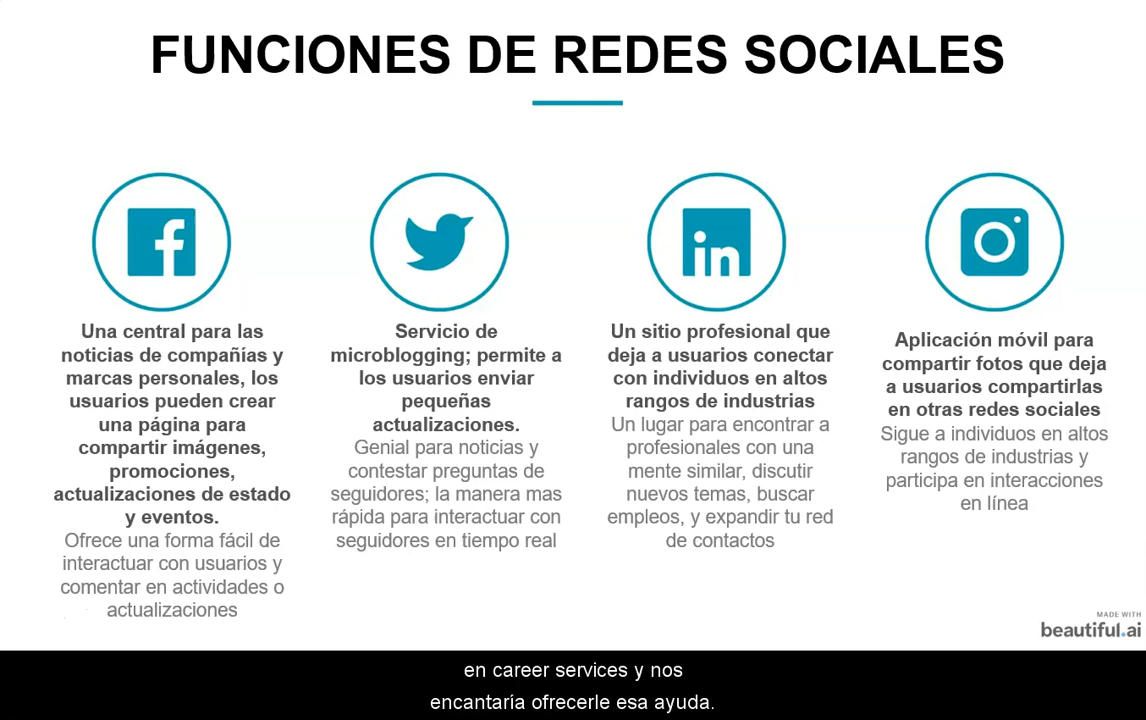 FUNCIONES DE REDES SOCIALES
Una central para las
noticias de compañías y
marcas personales, los
usuarios pueden crear
una página para
compartir imágenes,
promociones,
actualizaciones de estado
y eventos.
Ofrece una forma fácil de
interactuar con usuarios y
comentar en actividades o
actualizaciones
Servicio de
microblogging; permite a
los usuarios enviar
pequeñas
actualizaciones.
Genial para noticias y
contestar preguntas de
seguidores; la manera mas
rápida para interactuar con
seguidores en tiempo real
in
Un sitio profesional que
deja a usuarios conectar
con individuos en altos
rangos de industrias
Un lugar para encontrar a
profesionales con una
mente similar, discutir
nuevos temas, buscar
empleos, y expandir tu red
de contactos
Aplicación móvil para
compartir fotos que deja
a usuarios compartirlas
en otras redes sociales
Sigue a individuos en altos
rangos de industrias y
participa en interacciones
en línea
MADE WITH
beautiful.ai
en career services y nos
encantaría ofrecerle esa ayuda.